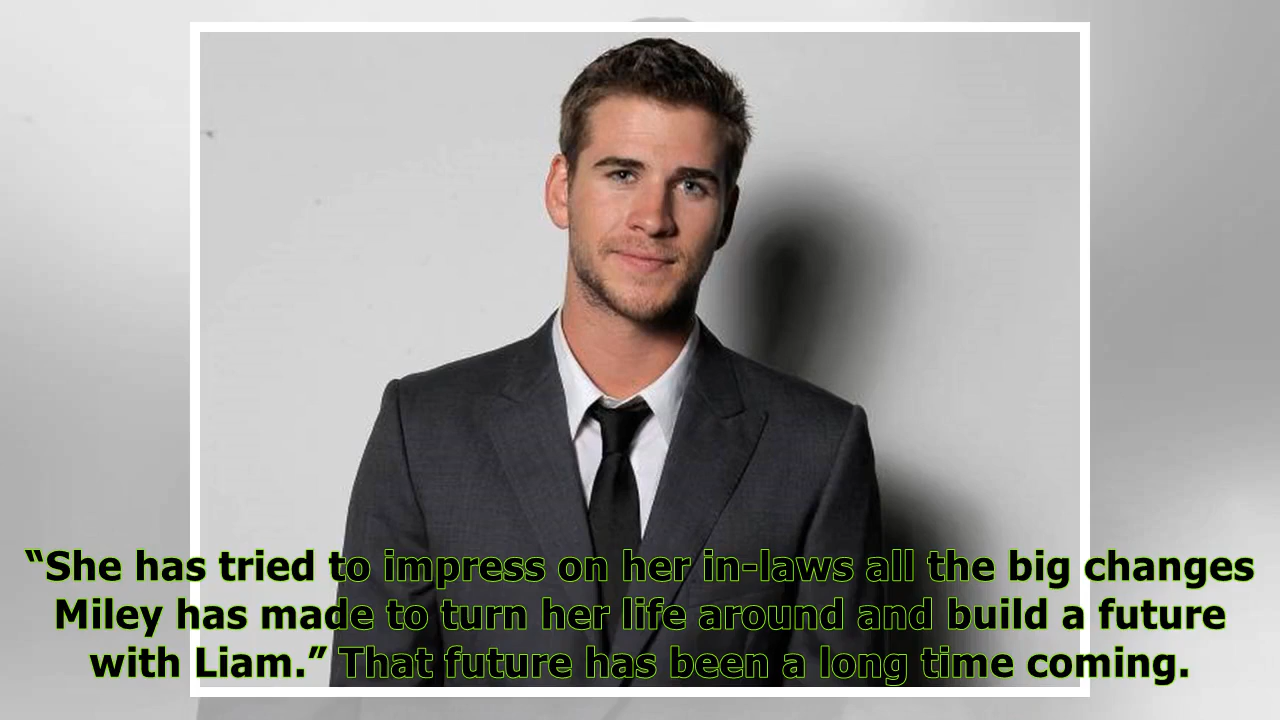 “She has tried to impress on her in-laws all the big changes
Miley has made to turn her life around and build a future
with Liam.” That future has been a long time coming.